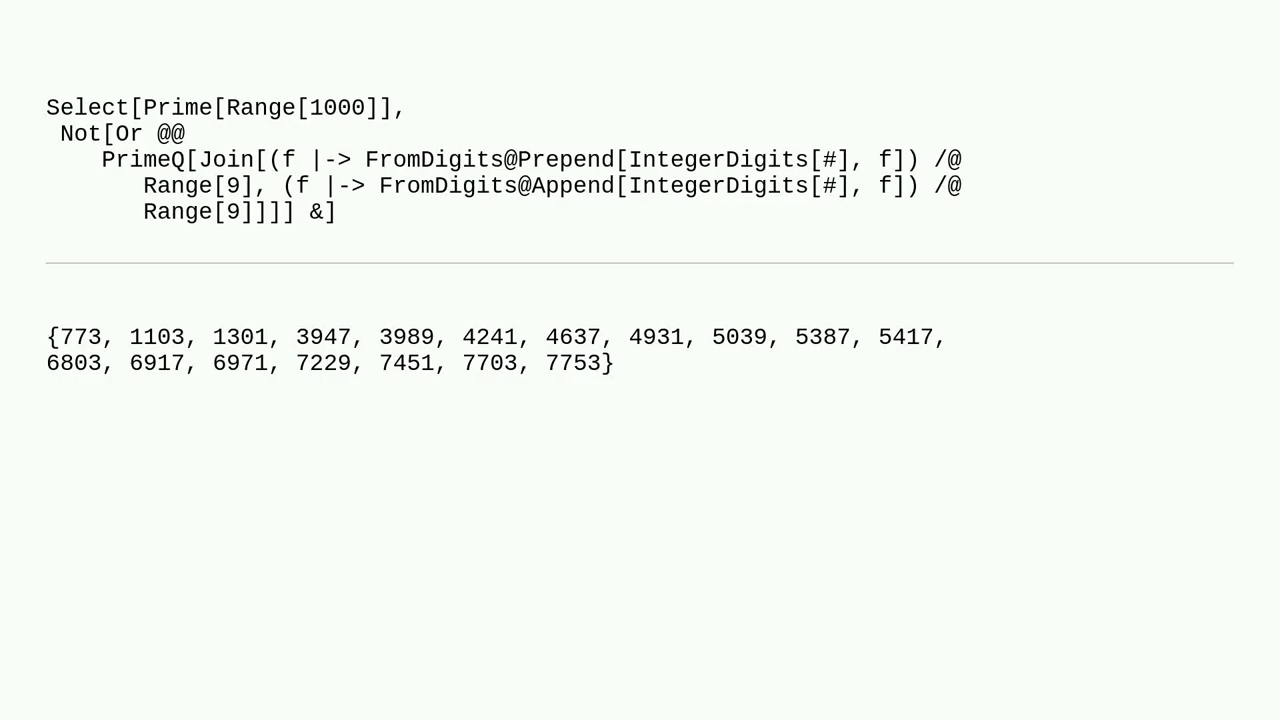 Select[Prime[Range[1000]],
 Not[Or @@
    PrimeQ[Join[(f |-> FromDigits@Prepend[IntegerDigits[#], f]) /@
       Range[9], (f |-> FromDigits@Append[IntegerDigits[#], f]) /@
       Range[9]]]] &]
{773, 1103, 1301, 3947, 3989, 4241, 4637, 4931, 5039, 5387, 5417,
6803, 6917, 6971, 7229, 7451, 7703, 7753}